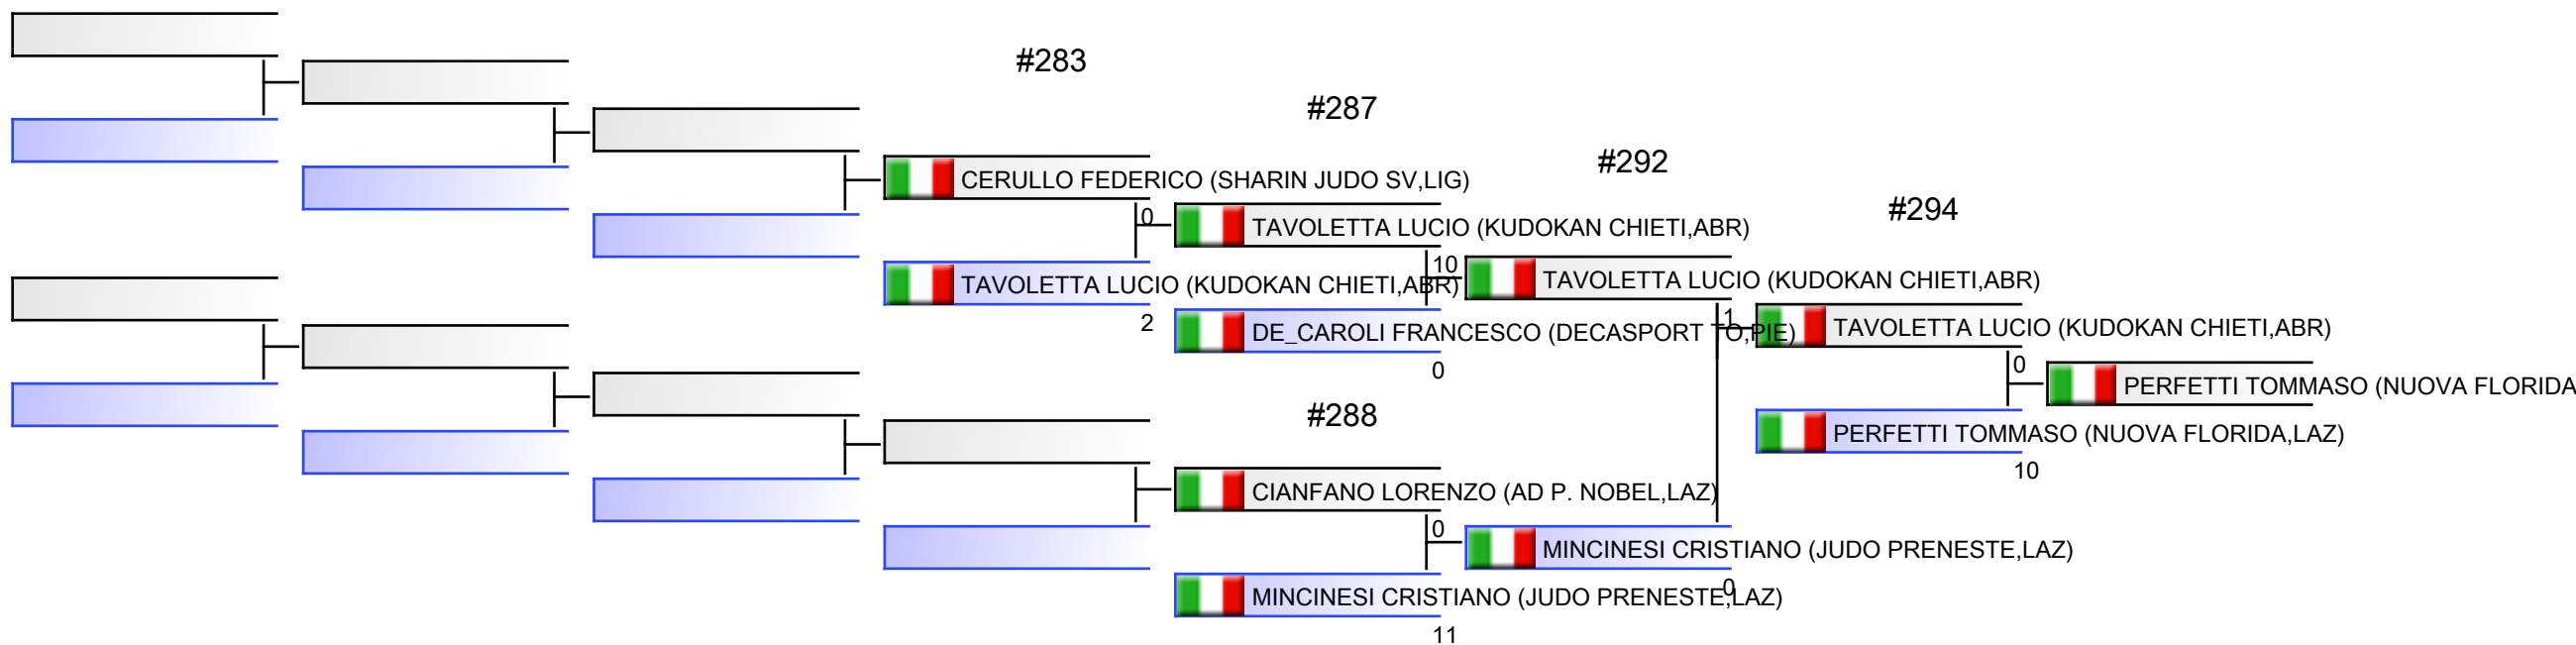 #283
#287
#292
CERULLO FEDERICO (SHARIN JUDO SV,LIG)
#294
0
TAVOLETTA LUCIO (KUDOKAN CHIETI,ABR)
10
TAVOLETTA LUCIO (KUDOKAN CHIETI,ABR)
TAVOLETTA LUCIO (KUDOKAN CHIETI,ABR)
2
DE_CAROLI FRANCESCO (DECASPORT TO,PIE)
1
TAVOLETTA LUCIO (KUDOKAN CHIETI,ABR)
0
0
PERFETTI TOMMASO (NUOVA FLORIDA
#288
PERFETTI TOMMASO (NUOVA FLORIDA,LAZ)
10
CIANFANO LORENZO (AD P. NOBEL,LAZ)
0
MINCINESI CRISTIANO (JUDO PRENESTE,LAZ)
0
MINCINESI CRISTIANO (JUDO PRENESTE,LAZ)
11